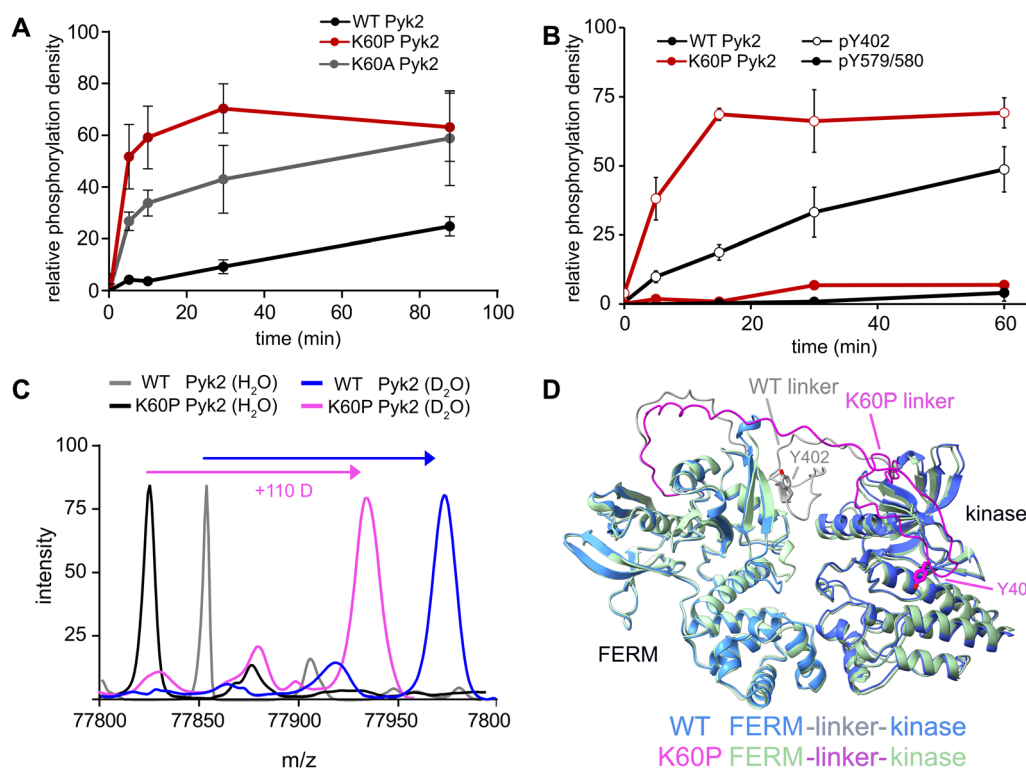 A
WT Pyk2
K60P Pyk2
K60A Pyk2
relative phosphorylation density
80
60
40
20
0
0 20 40 60 80 100
time (min)
B
WT Pyk2 pY402
K60P Pyk2 pY579/580
relative phosphorylation density
100
75
50
25
0
0 20 40 60
time (min)
C
WT Pyk2 (H2O) WT Pyk2 (D2O)
K60P Pyk2 (H2O) K60P Pyk2 (D2O)
intensity
100
75
50
25
+110 D
77800 77850 77900 77950 7800
m/z
D
WT linker
K60P linker
Y402
kinase
Y40
FERM
WT FERM-linker-kinase
K60P FERM-linker-kinase